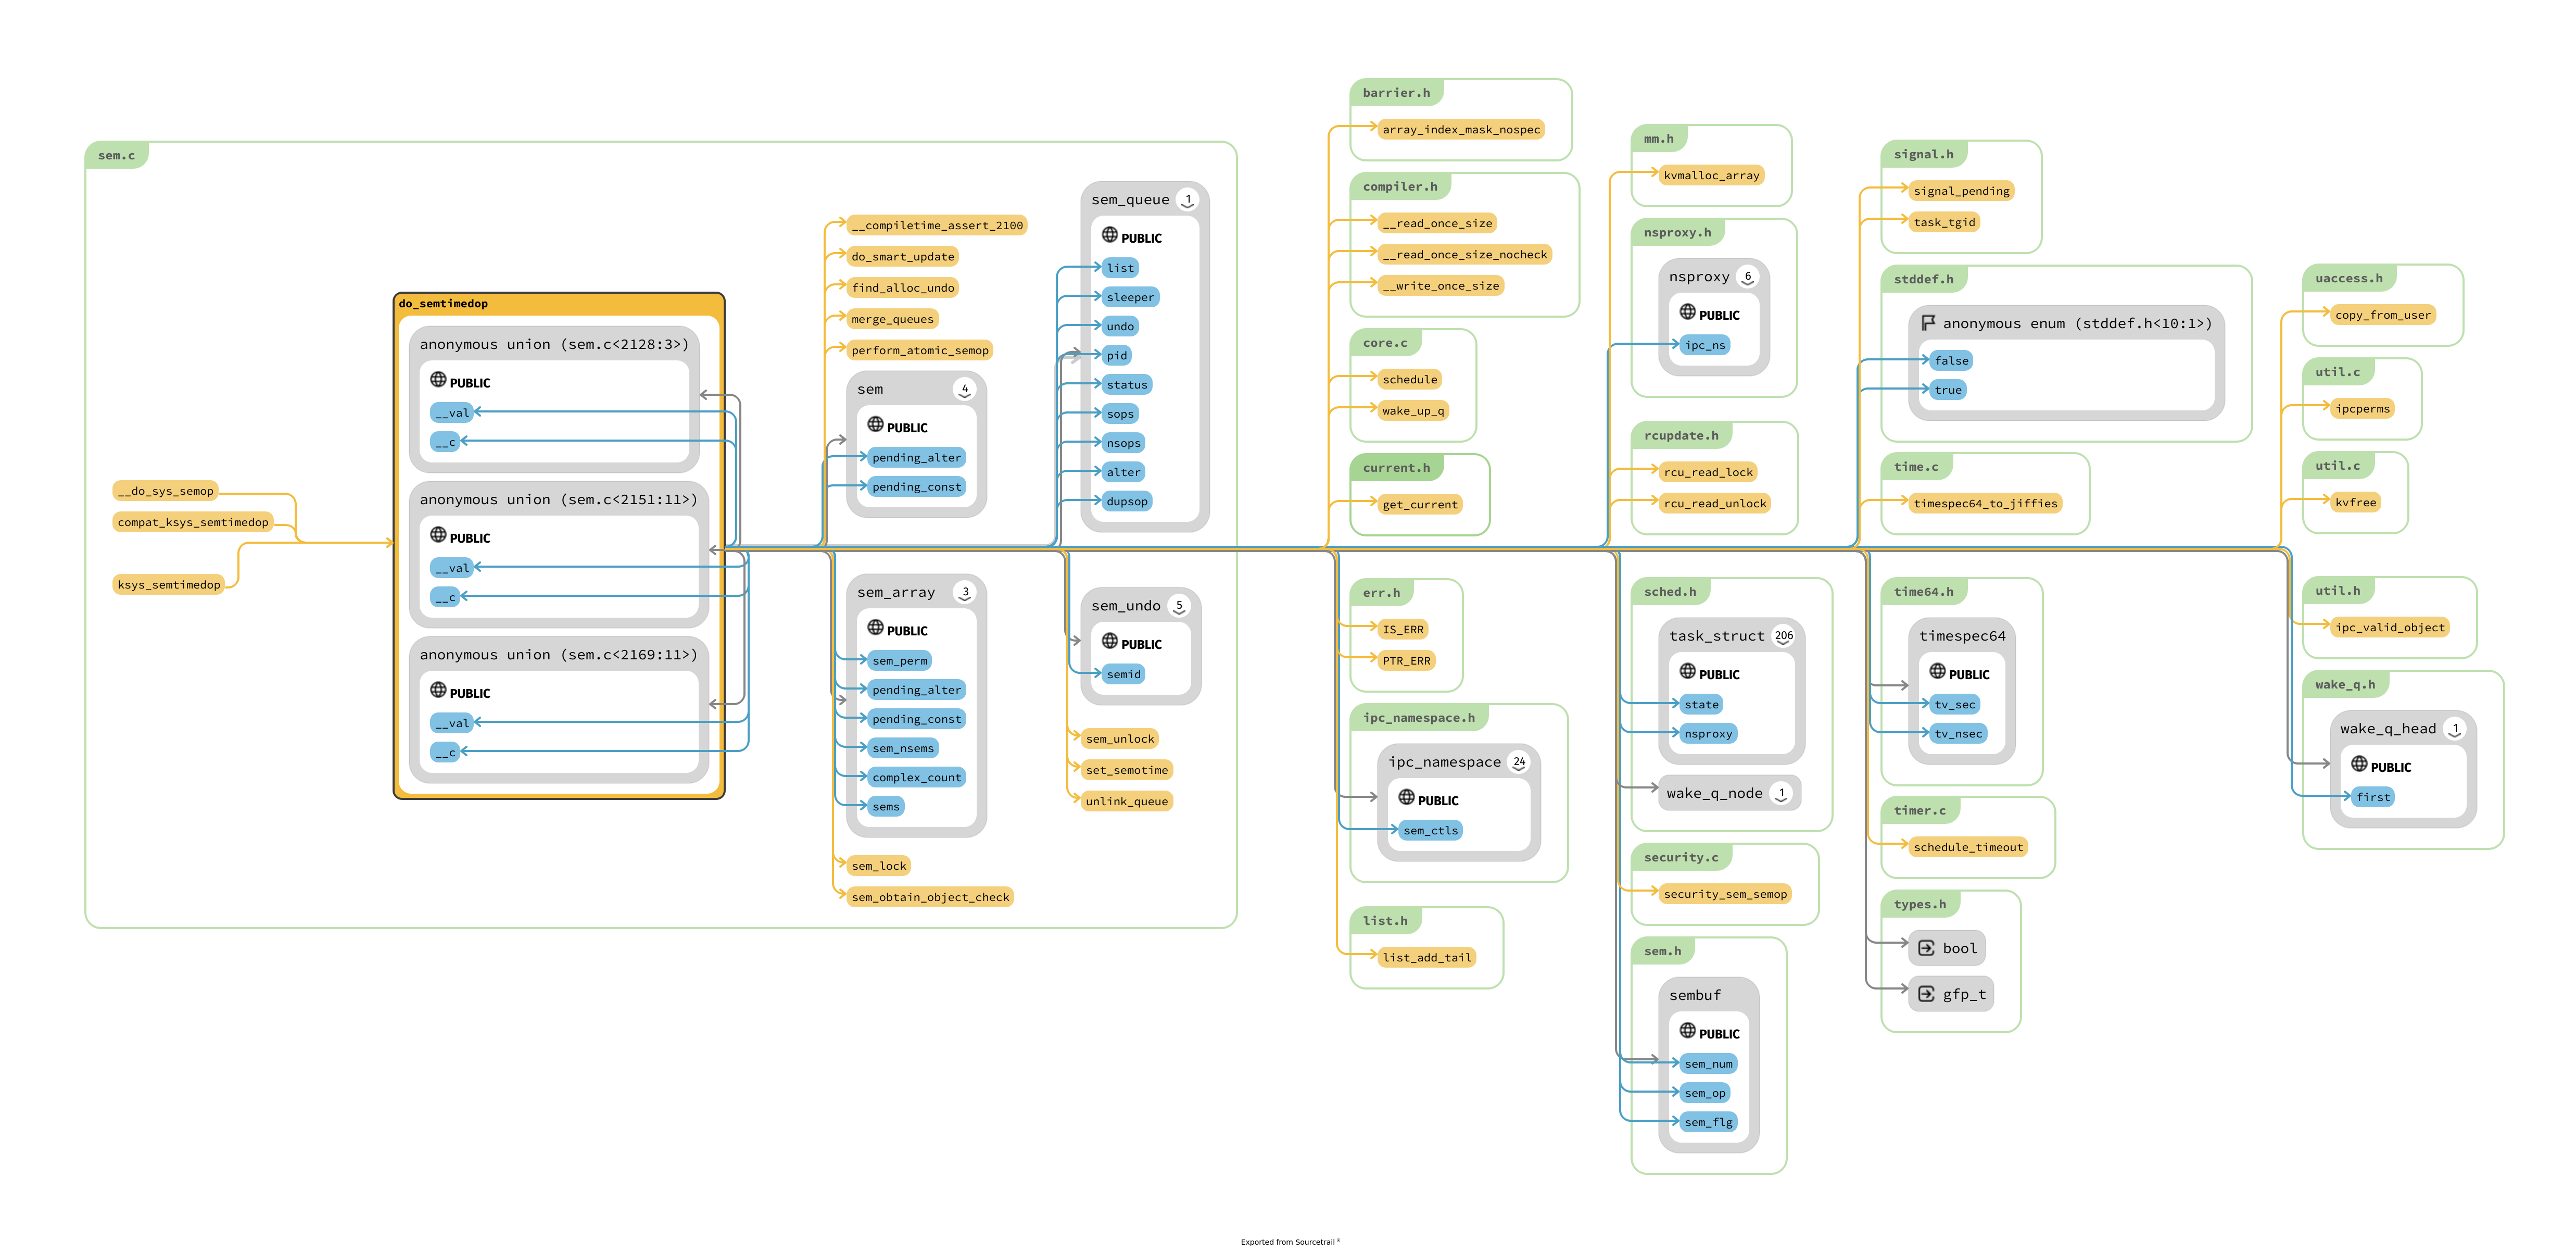 sem.c
__do_sys_semop
compat_ksys_semtimedop
ksys_semtimedop
do_semtimedop
anonymous union (sem.c<2128:3>)
PUBLIC
__val
__c
anonymous union (sem.c<2151:11>)
PUBLIC
__val
__c
anonymous union (sem.c<2169:11>)
PUBLIC
__val
__c
__compiletime_assert_2100
do_smart_update
find_alloc_undo
merge_queues
perform_atomic_semop
sem 4
PUBLIC
pending_alter
pending_const
sem_array 3
PUBLIC
sem_perm
pending_alter
pending_const
sem_nsems
complex_count
sems
sem_lock
sem_obtain_object_check
sem_queue 1
PUBLIC
list
sleeper
undo
pid
status
sops
nsops
alter
dupsop
sem_undo 5
PUBLIC
semid
sem_unlock
set_semotime
unlink_queue
barrier.h
array_index_mask_nospec
compiler.h
__read_once_size
__read_once_size_nocheck
__write_once_size
core.c
schedule
wake_up_q
current.h
get_current
err.h
IS_ERR
PTR_ERR
ipc_namespace.h
ipc_namespace 24
PUBLIC
sem_ctls
list.h
list_add_tail
mm.h
kvmalloc_array
nsproxy.h
nsproxy 6
PUBLIC
ipc_ns
rcupdate.h
rcu_read_lock
rcu_read_unlock
sched.h
task_struct 206
PUBLIC
state
nsproxy
wake_q_node 1
security.c
security_sem_semop
sem.h
sembuf
PUBLIC
sem_num
sem_op
sem_flg
signal.h
signal_pending
task_tgid
stddef.h
anonymous enum (stddef.h<10:1>)
false
true
time.c
timespec64_to_jiffies
time64.h
timespec64
PUBLIC
tv_sec
tv_nsec
timer.c
schedule_timeout
types.h
bool
gfp_t
uaccess.h
copy_from_user
util.c
ipcperms
util.c
kvfree
util.h
ipc_valid_object
wake_q.h
wake_q_head 1
PUBLIC
first
Exported from Sourcetrail ®